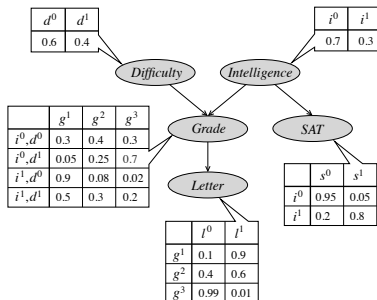 d⁰ d¹
0.6 0.4
i⁰ i¹
0.7 0.3
Difficulty Intelligence
g¹ g² g³
i⁰,d⁰ 0.3 0.4 0.3
i⁰,d¹ 0.05 0.25 0.7
i¹,d⁰ 0.9 0.08 0.02
i¹,d¹ 0.5 0.3 0.2
Grade SAT
s⁰ s¹
i⁰ 0.95 0.05
i¹ 0.2 0.8
Letter
l⁰ l¹
g¹ 0.1 0.9
g² 0.4 0.6
g³ 0.99 0.01